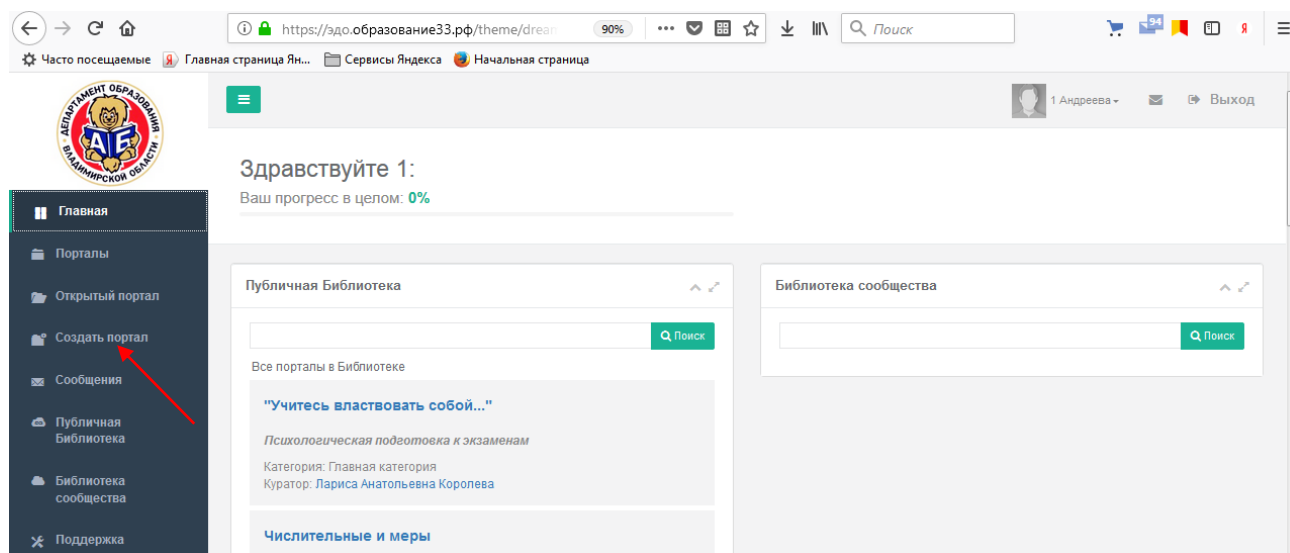 https://эдо.образование33.рф/theme/drean
90%
Поиск
94
Я
Часто посещаемые
Я
Главная страница Ян...
Сервисы Яндекса
Начальная страница
ДЕПАРТАМЕНТ ОБРАЗОВАНИЯ
АБ
ВЛАДИМИРСКОЙ ОБЛАСТИ
1 Андреева
Выход
Здравствуйте 1:
Ваш прогресс в целом: 0%
Главная
Порталы
Открытый портал
Создать портал
Сообщения
Публичная
Библиотека
Библиотека
сообщества
Поддержка
Публичная Библиотека
Поиск
Все порталы в Библиотеке
"Учитесь властвовать собой..."
Психологическая подготовка к экзаменам
Категория: Главная категория
Куратор: Лариса Анатольевна Королева
Числительные и меры
Библиотека сообщества
Поиск